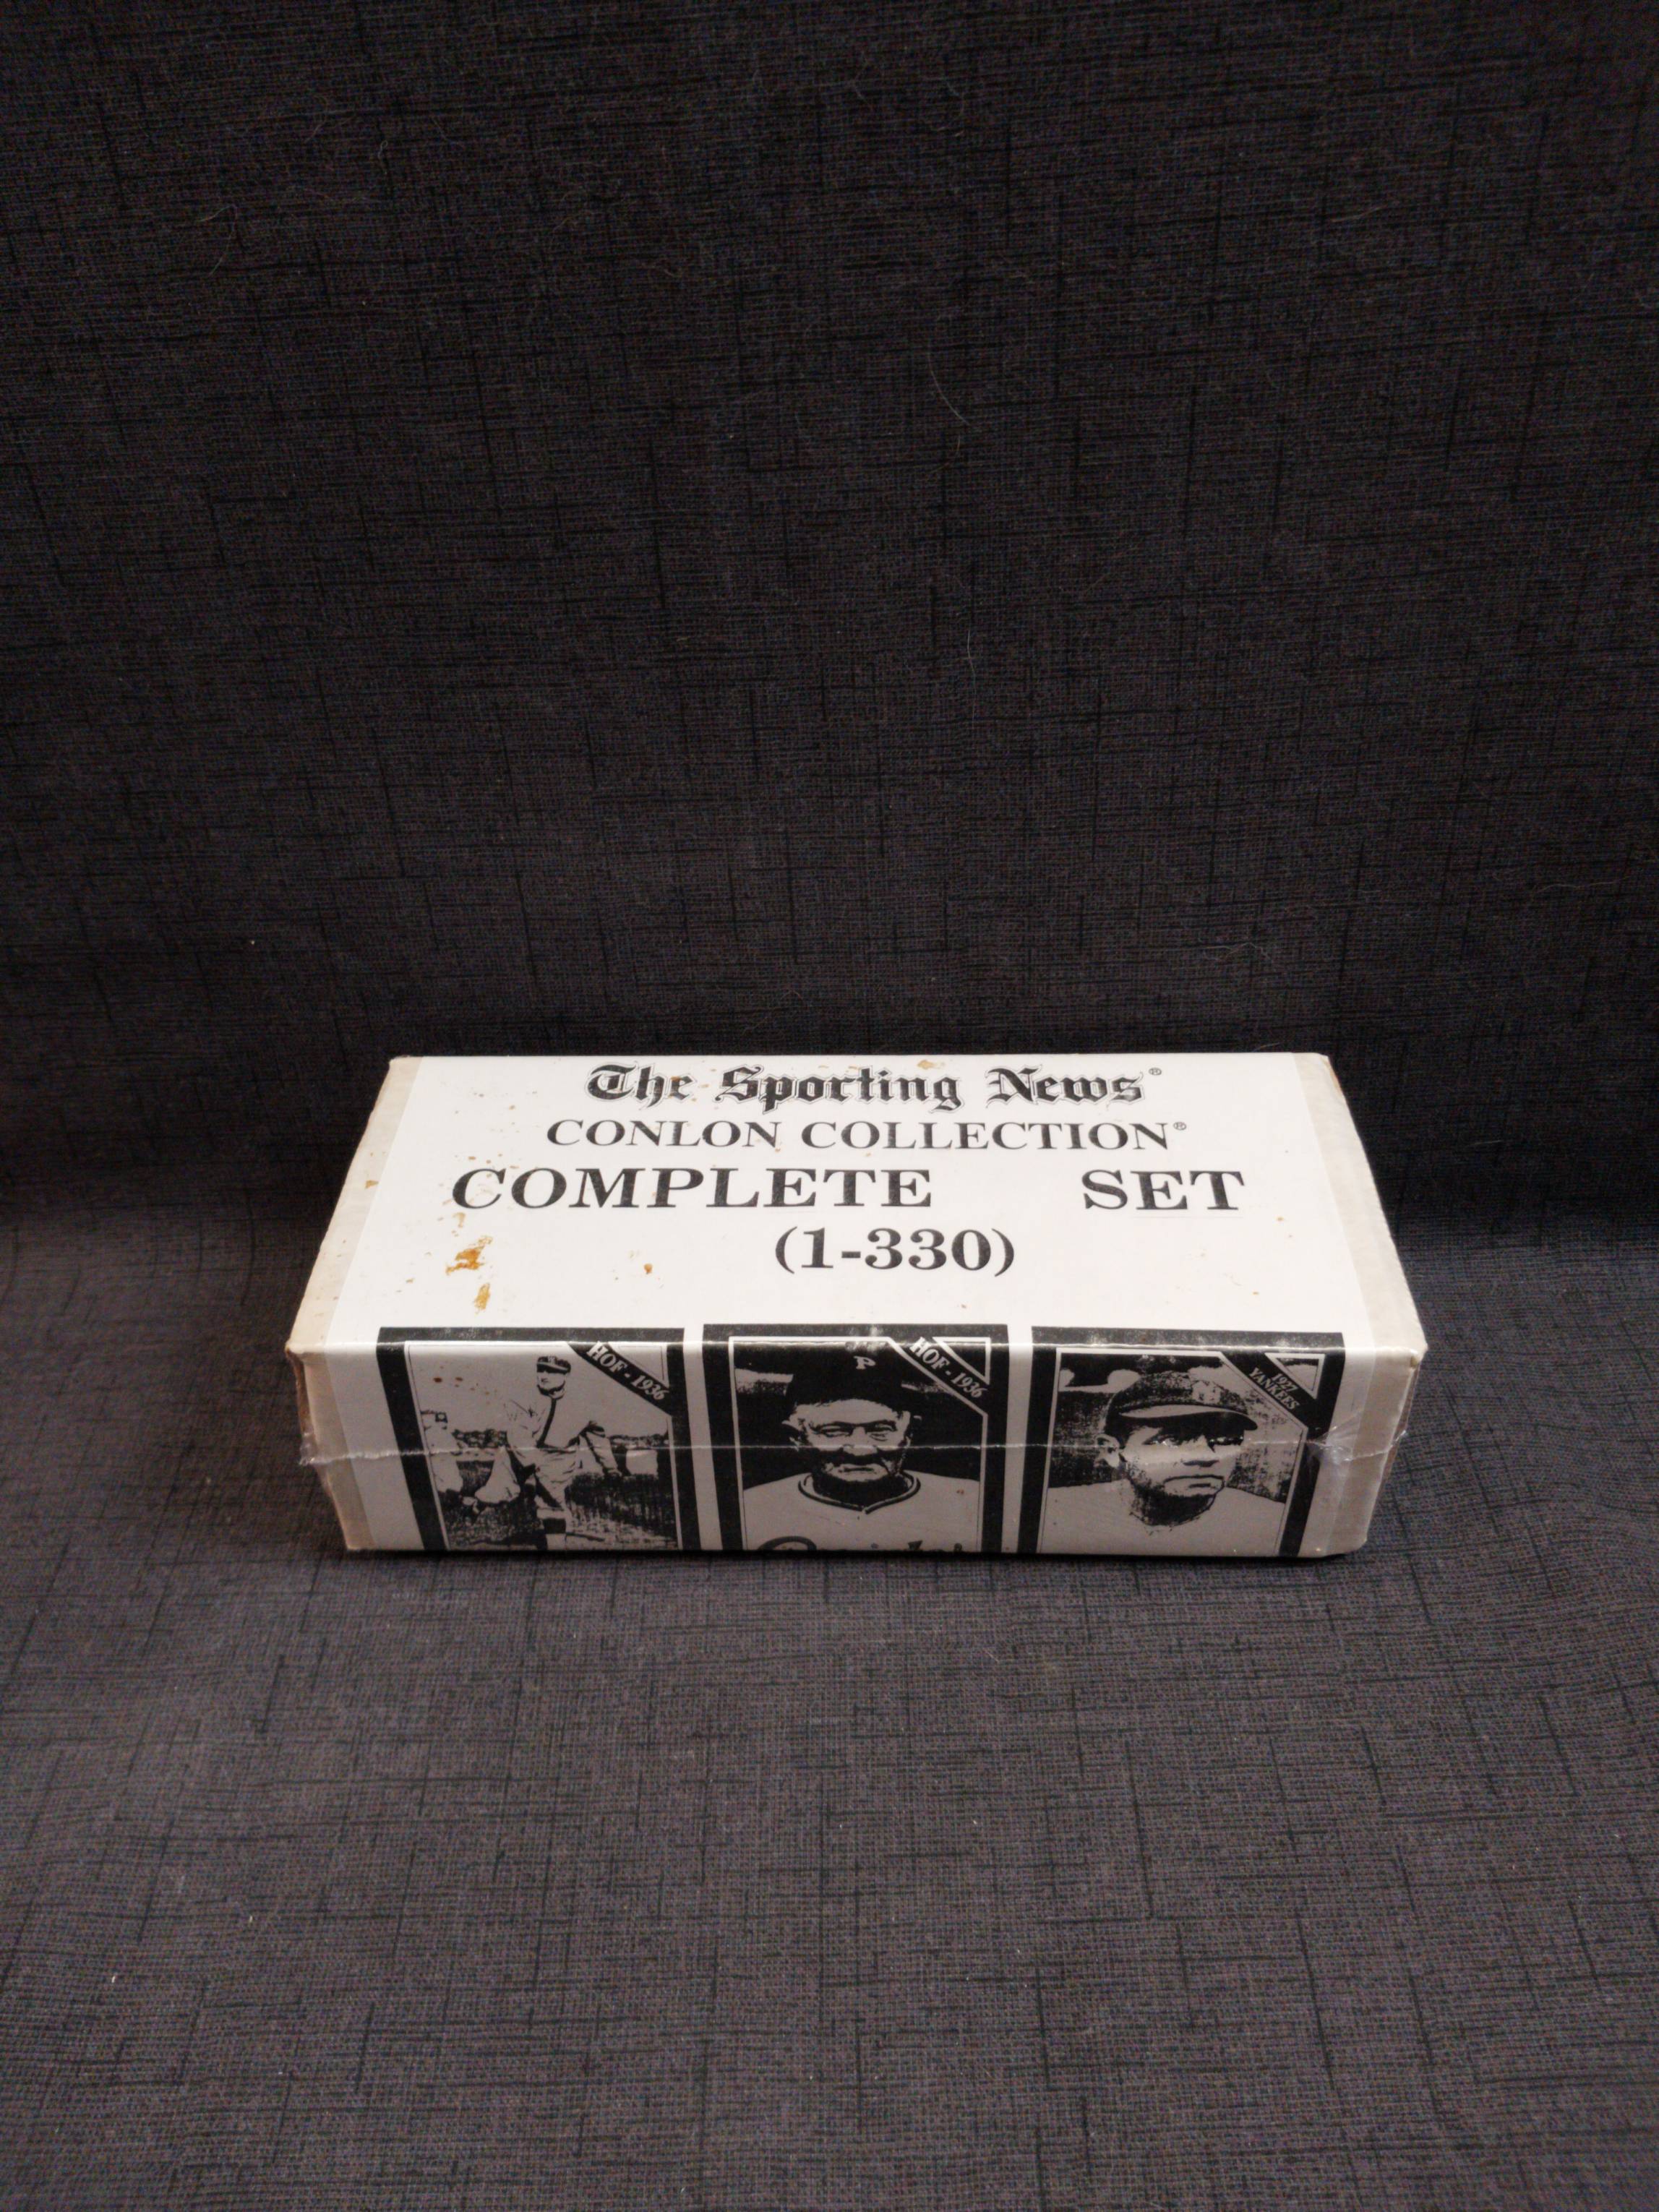 The Sporting News®
CONLON COLLECTION®
COMPLETE SET
(1-330)
HOF - 1936
HOF - 1936
1927
YANKEES
P